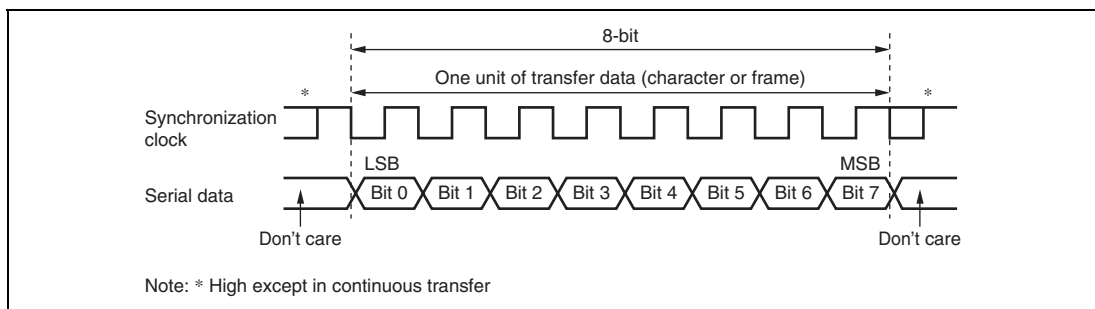 8-bit
One unit of transfer data (character or frame)
* *
Synchronization
clock
LSB MSB
Serial data Bit 0 Bit 1 Bit 2 Bit 3 Bit 4 Bit 5 Bit 6 Bit 7
Don't care Don't care
Note: * High except in continuous transfer